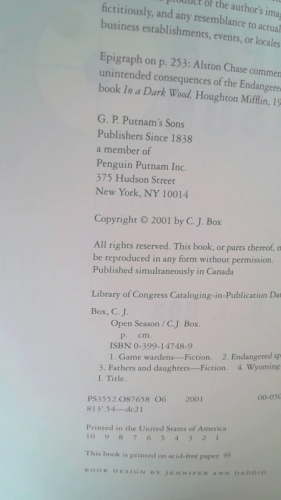 product of the author's
fictitiously, and any resemblance to actual
business establishments, events, or locales
Epigraph on p. 253: Alston Chase
unintended consequences of the
book In a Dark Wood, Houghton Mifflin,
G. P. Putnam's Sons
Publishers Since 1838
a member of
Penguin Putnam Inc.
375 Hudson Street
New York, NY 10014
Copyright © 2001 by C. J. Box
All rights reserved. This book, or parts thereof,
be reproduced in any form without permission.
Published simultaneously in Canada
Library of Congress Cataloging-in-Publication
Box, C. J.
Open Season / C.J. Box.
p. cm.
ISBN 0-399-14748-9
1. Game wardens—Fiction. 2. Endangered
3. Fathers and daughters—Fiction. 4. Wyoming
I. Title.
PS3552.O87658 O6 2001
813'.54—dc21
Printed in the United States of America
10 9 8 7 6 5 4 3 2 1
This book is printed on acid-free paper. ♾
BOOK DESIGN BY JENNIFER ANN DADDIO